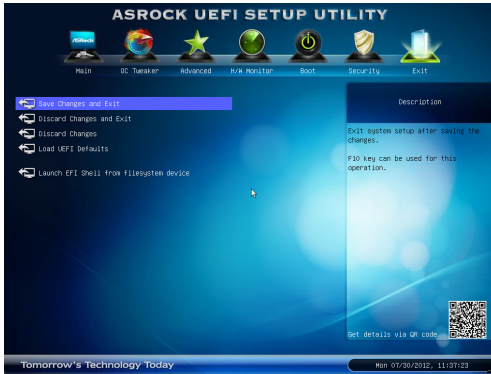 ASROCK UEFI SETUP UTILITY
ASRock
Main
OC Tweaker
Advanced
H/W Monitor
Boot
Security
Exit
Save Changes and Exit
Discard Changes and Exit
Discard Changes
Load UEFI Defaults
Launch EFI Shell from filesystem device
Description
Exit system setup after saving the
changes.
F10 key can be used for this
operation.
Get details via QR code
Tomorrow's Technology Today
Mon 07/30/2012, 11:37:23